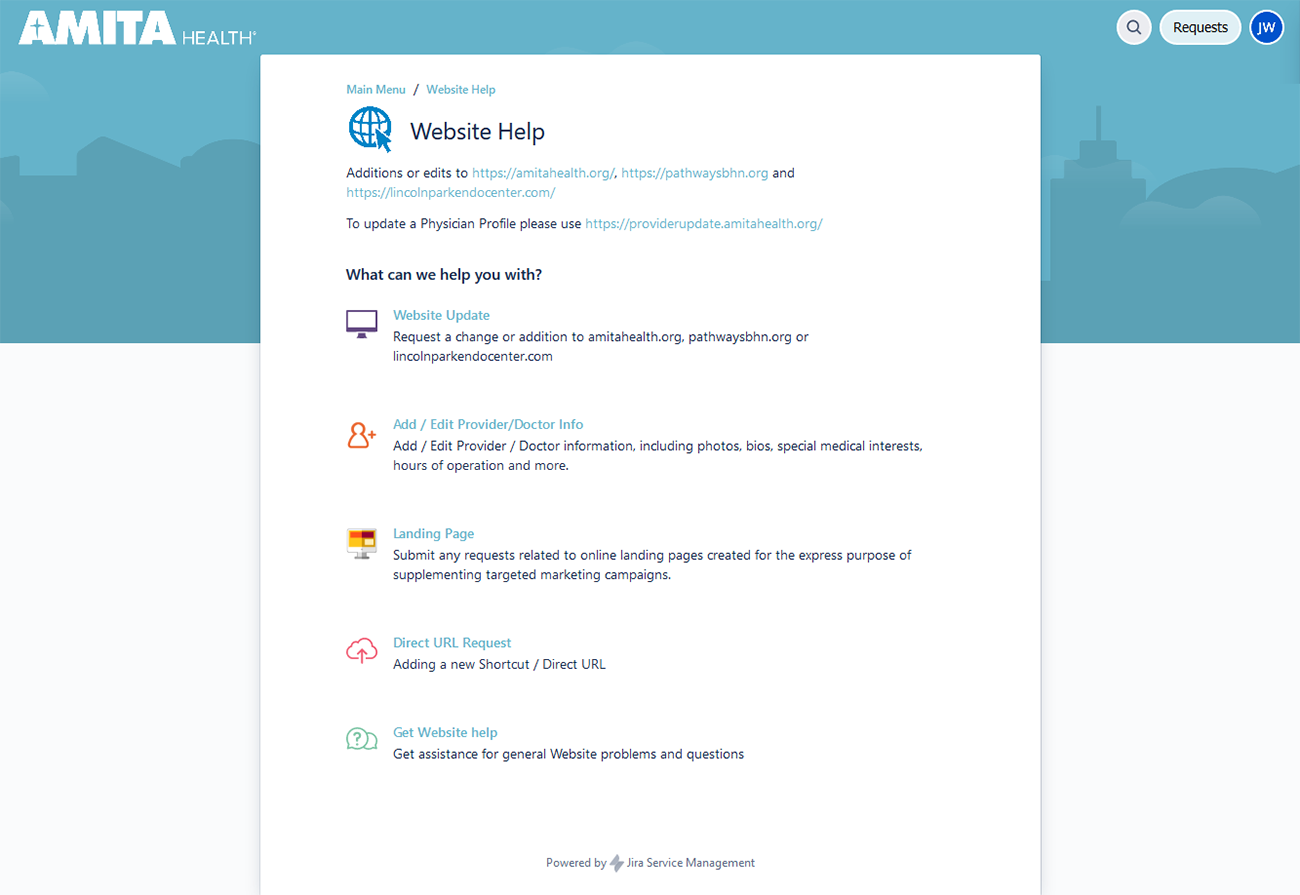 AMITA HEALTH®
Requests
JW
Main Menu / Website Help
Website Help
Additions or edits to https://amitahealth.org/, https://pathwaysbhn.org and
https://lincolnparkendocenter.com/
To update a Physician Profile please use https://providerupdate.amitahealth.org/
What can we help you with?
Website Update
Request a change or addition to amitahealth.org, pathwaysbhn.org or
lincolnparkendocenter.com
Add / Edit Provider/Doctor Info
Add / Edit Provider / Doctor information, including photos, bios, special medical interests,
hours of operation and more.
Landing Page
Submit any requests related to online landing pages created for the express purpose of
supplementing targeted marketing campaigns.
Direct URL Request
Adding a new Shortcut / Direct URL
Get Website help
Get assistance for general Website problems and questions
Powered by Jira Service Management